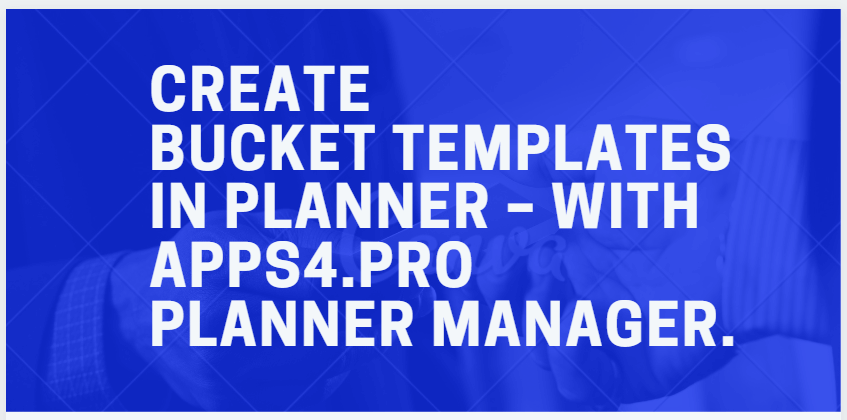 CREATE
BUCKET TEMPLATES
IN PLANNER – WITH
APPS4.PRO
PLANNER MANAGER.